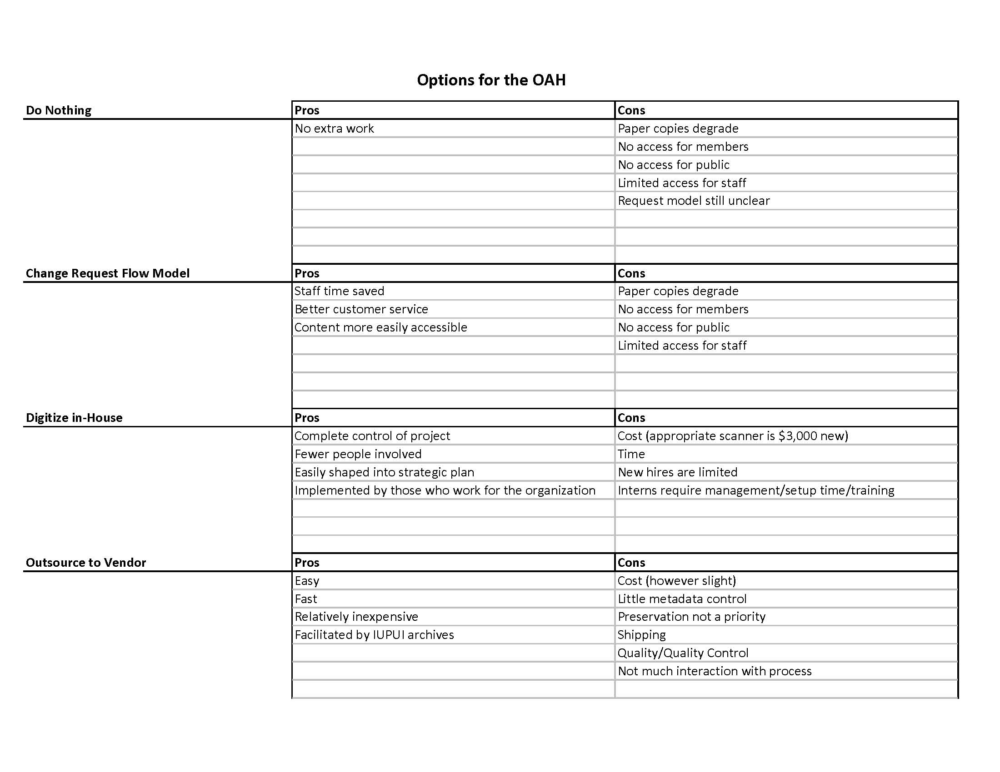 Options for the OAH
Do Nothing Pros Cons
No extra work Paper copies degrade
No access for members
No access for public
Limited access for staff
Request model still unclear
Change Request Flow Model Pros Cons
Staff time saved Paper copies degrade
Better customer service No access for members
Content more easily accessible No access for public
Limited access for staff
Digitize in-House Pros Cons
Complete control of project Cost (appropriate scanner is $3,000 new)
Fewer people involved Time
Easily shaped into strategic plan New hires are limited
Implemented by those who work for the organization Interns require management/setup time/training
Outsource to Vendor Pros Cons
Easy Cost (however slight)
Fast Little metadata control
Relatively inexpensive Preservation not a priority
Facilitated by IUPUI archives Shipping
Quality/Quality Control
Not much interaction with process